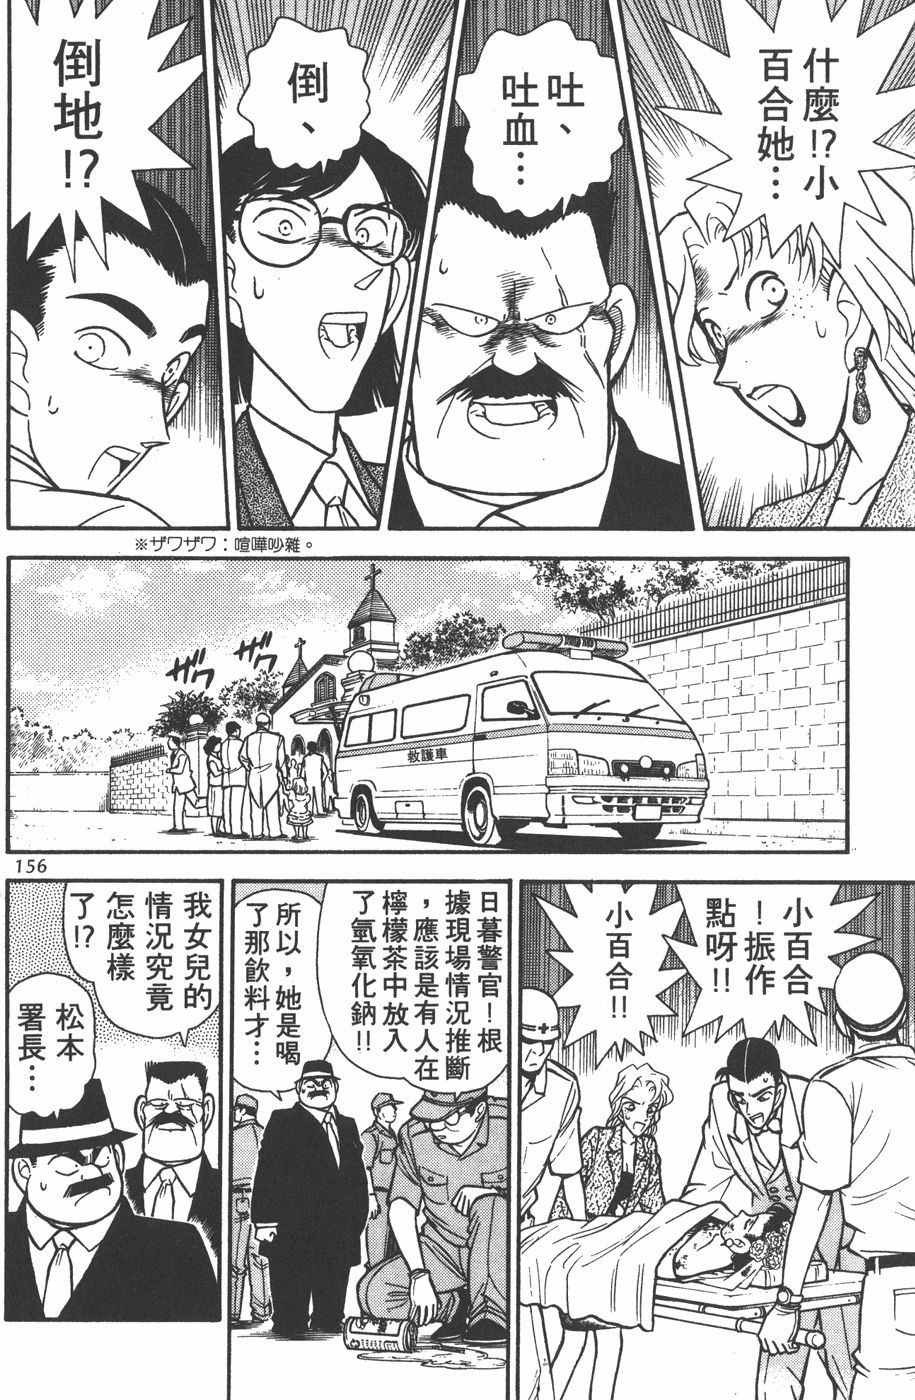 什麼!?小
百合她…
吐、
吐血…
倒、
倒地!?
※ザワザワ：喧嘩吵雜。
ザワ
ザワ
救護車
156
小百合
！振作
點呀!!
小百合!!
日暮警官！根
據現場情況推斷
，應該是有人在
檸檬茶中放入
了氫氧化鈉!!
所以，她是喝
了那飲料才…
我女兒的
情況究竟
怎麼樣
了!?
松本
署長…